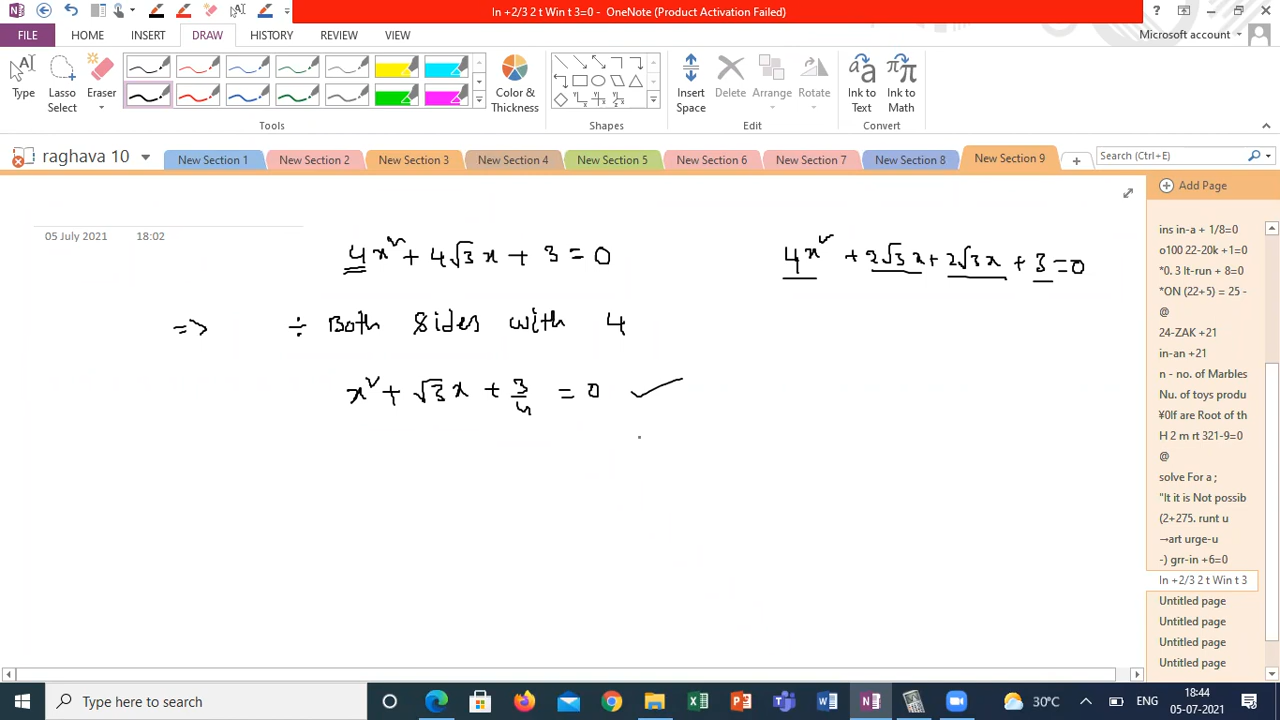 In +2/3 2 t Win t 3=0 - OneNote (Product Activation Failed)
FILE HOME INSERT DRAW HISTORY REVIEW VIEW
Microsoft account
Type
Lasso Select
Eraser
Color & Thickness
Insert Space
Delete
Arrange
Rotate
Ink to Text
Ink to Math
Tools
Shapes
Edit
Convert
raghava 10
New Section 1
New Section 2
New Section 3
New Section 4
New Section 5
New Section 6
New Section 7
New Section 8
New Section 9
Search (Ctrl+E)
Add Page
05 July 2021 18:02
4x² + 4√3x + 3 = 0
4x² + 2√3x + 2√3x + 3 = 0
=> ÷ Both Sides with 4
x² + √3x + 3/4 = 0 ✓
ins in-a + 1/8=0
o100 22-20k +1=0
*0. 3 lt-run + 8=0
*ON (22+5) = 25 -
@
24-ZAK +21
in-an +21
n - no. of Marbles
Nu. of toys produ
¥0lf are Root of th
H 2 m rt 321-9=0
@
solve For a ;
"It it is Not possib
(2+275. runt u
→art urge-u
-) grr-in +6=0
In +2/3 2 t Win t 3
Untitled page
Untitled page
Untitled page
Untitled page
Type here to search
30°C
ENG
18:44
05-07-2021